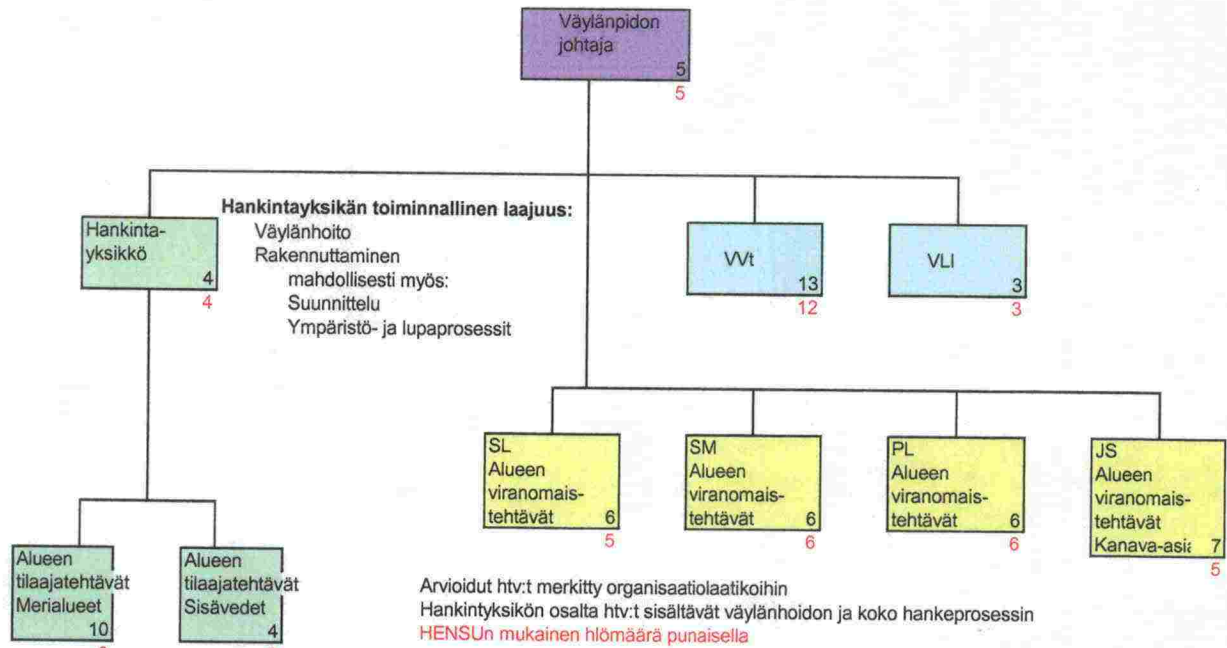 Väylänpidon
johtaja
5
5
Hankinta-
yksikkö
4
4
Hankintayksikän toiminnallinen laajuus:
Väylänhoito
Rakennuttaminen
mahdollisesti myös:
Suunnittelu
Ympäristö- ja lupaprosessit
VVt
13
12
VLI
3
3
SL
Alueen
viranomais-
tehtävät 6
5
SM
Alueen
viranomais-
tehtävät 6
6
PL
Alueen
viranomais-
tehtävät 6
6
JS
Alueen
viranomais-
tehtävät
Kanava-asia 7
5
Alueen
tilaajatehtävät
Merialueet
10
Alueen
tilaajatehtävät
Sisävedet
4
Arvioidut htv:t merkitty organisaatiolaatikoihin
Hankintyksikön osalta htv:t sisältävät väylänhoidon ja koko hankeprosessin
HENSUn mukainen hlömäärä punaisella